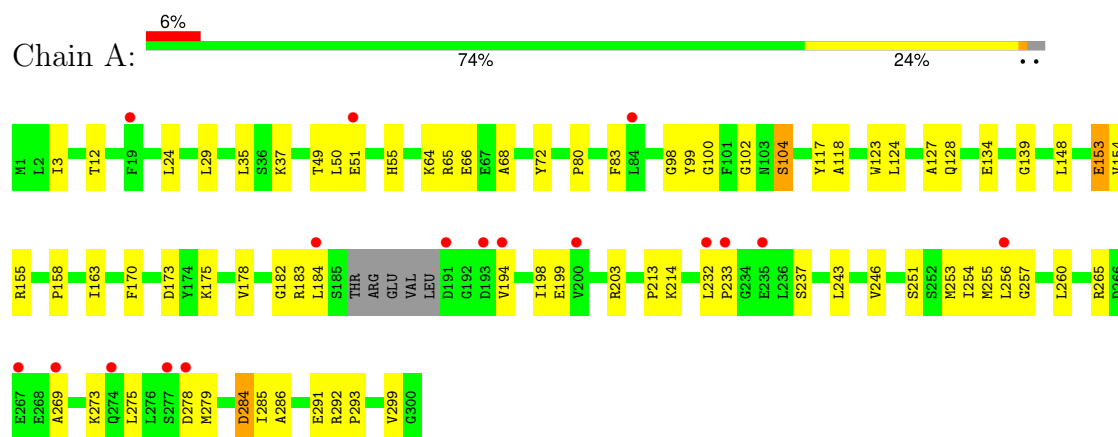 6%
Chain A:
74% 24% • •
M1 L2 I3 T12 F19 L24 L29 L35 S36 K37 T49 L50 E51 H55 K64 R65 E66 E67 A68 Y72 P80 F83 L84 G98 Y99 G100 F101 G102 N103 S104 Y117 A118 W123 L124 A127 Q128 E134 G139 L148 E153 V154
R155 P158 I163 F170 D173 Y174 K175 V178 G182 R183 L184 S185 THR ARG GLU VAL LEU D191 G192 D193 V194 I198 E199 V200 R203 P213 K214 L232 P233 G234 E235 L236 S237 L243 V246 S251 S252 M253 I254 M255 L256 G257 L260 R265 D266
E267 E268 A269 K273 Q274 L275 L276 S277 D278 M279 D284 I285 A286 E291 R292 P293 V299 G300